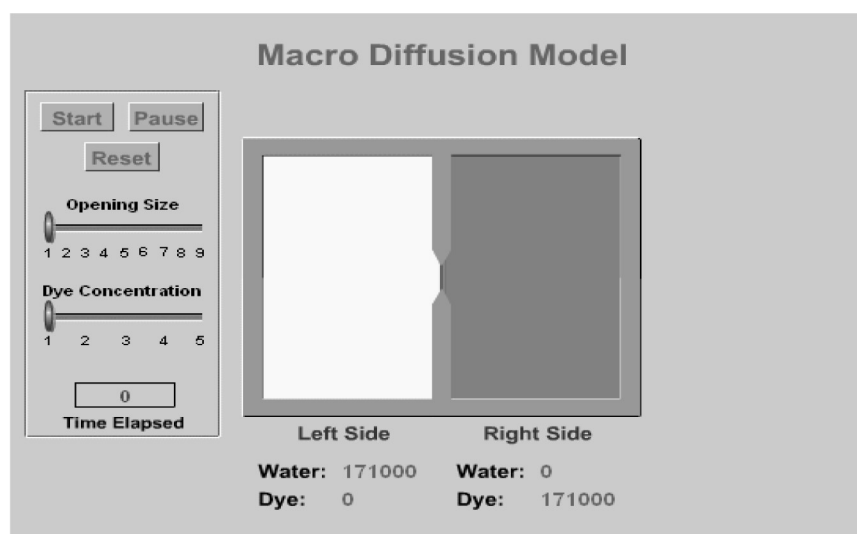 Macro Diffusion Model
Start Pause
Reset
Opening Size
1 2 3 4 5 6 7 8 9
Dye Concentration
1 2 3 4 5
0
Time Elapsed
Left Side Right Side
Water: 171000 Water: 0
Dye: 0 Dye: 171000